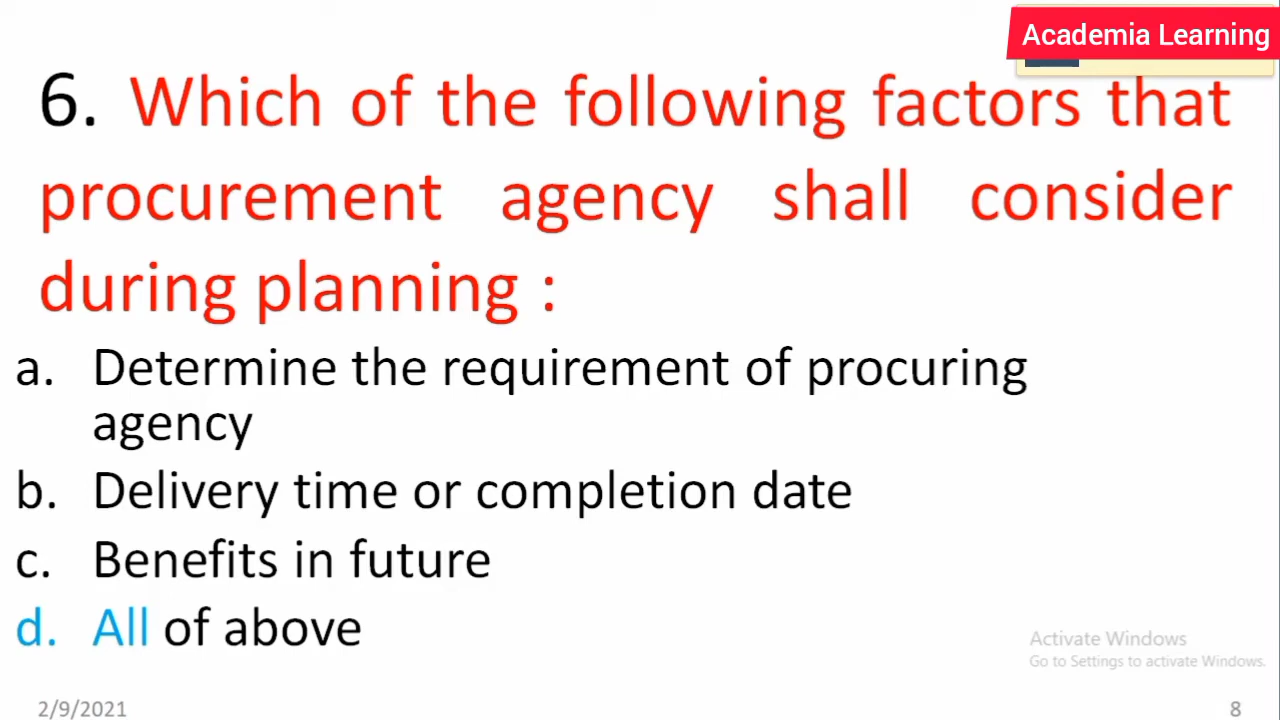 Academia Learning
6. Which of the following factors that
procurement agency shall consider
during planning :
a. Determine the requirement of procuring
agency
b. Delivery time or completion date
c. Benefits in future
d. All of above
Activate Windows
Go to Settings to activate Windows.
2/9/2021
8